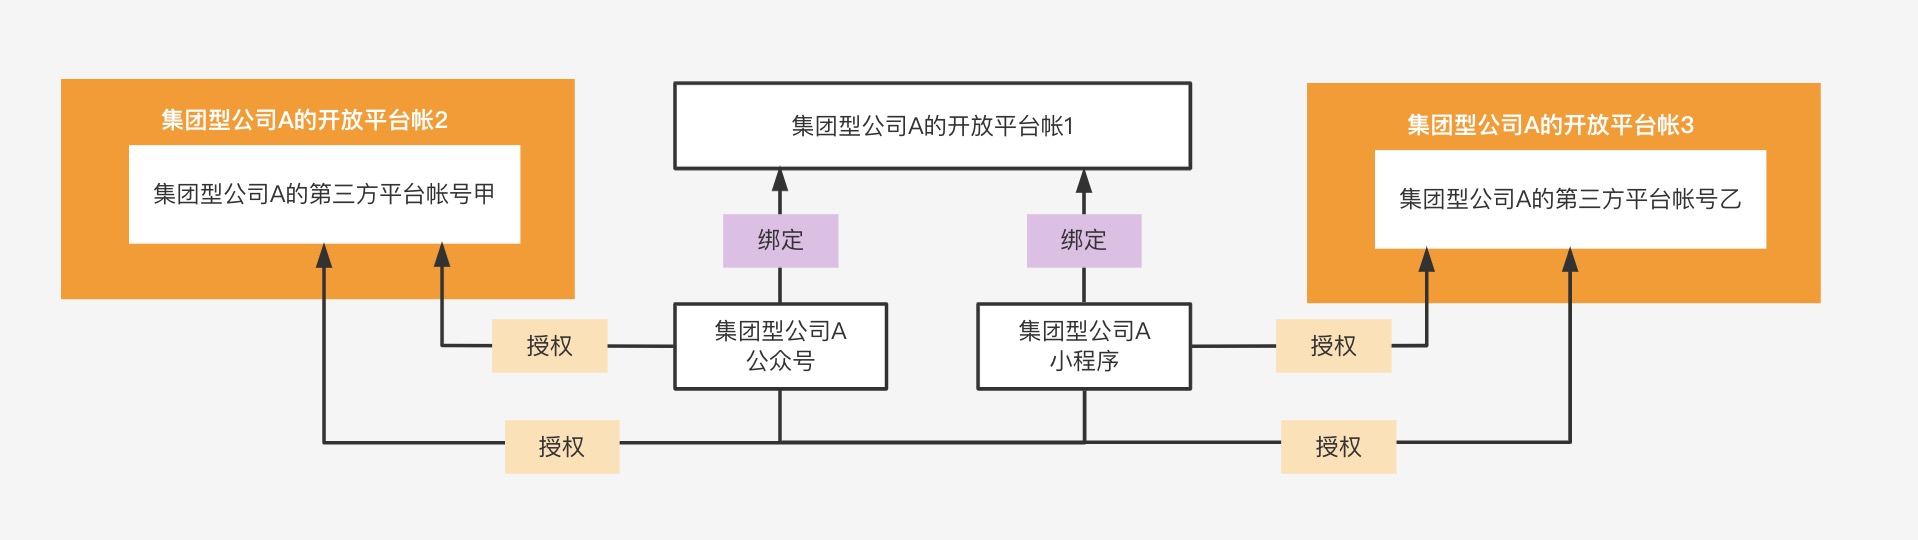 集团型公司A的开放平台帐2
集团型公司A的第三方平台帐号甲
集团型公司A的开放平台帐1
集团型公司A的开放平台帐3
集团型公司A的第三方平台帐号乙
绑定
绑定
授权
集团型公司A
公众号
集团型公司A
小程序
授权
授权
授权